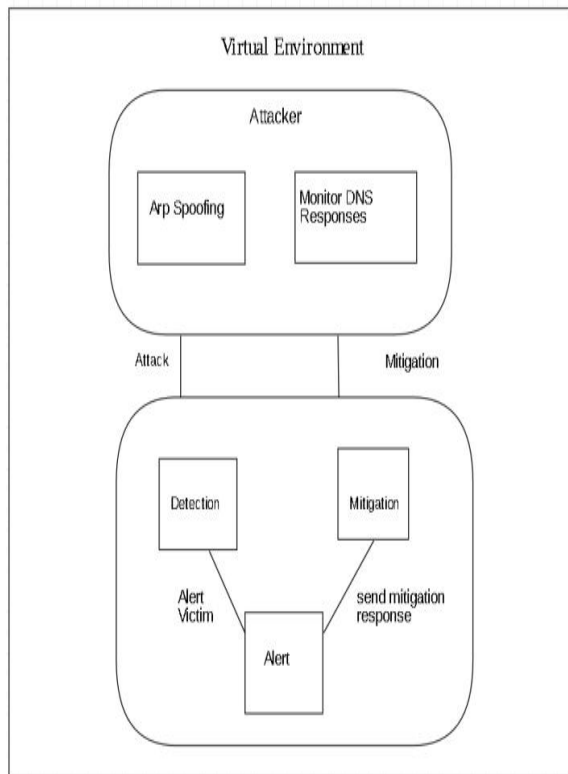 Virtual Environment
Attacker
Arp Spoofing
Monitor DNS
Responses
Attack
Mitigation
Detection
Mitigation
Alert
Victim
send mitigation
response
Alert